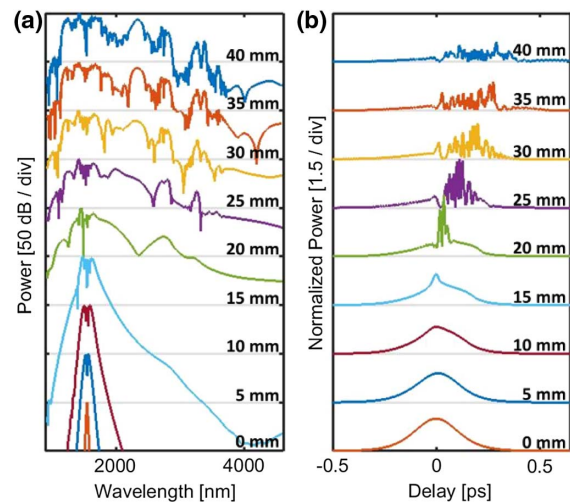 (a)
Power [50 dB / div]
40 mm
35 mm
30 mm
25 mm
20 mm
15 mm
10 mm
5 mm
0 mm
2000
4000
Wavelength [nm]
(b)
Normalized Power [1.5 / div]
40 mm
35 mm
30 mm
25 mm
20 mm
15 mm
10 mm
5 mm
0 mm
-0.5
0
0.5
Delay [ps]